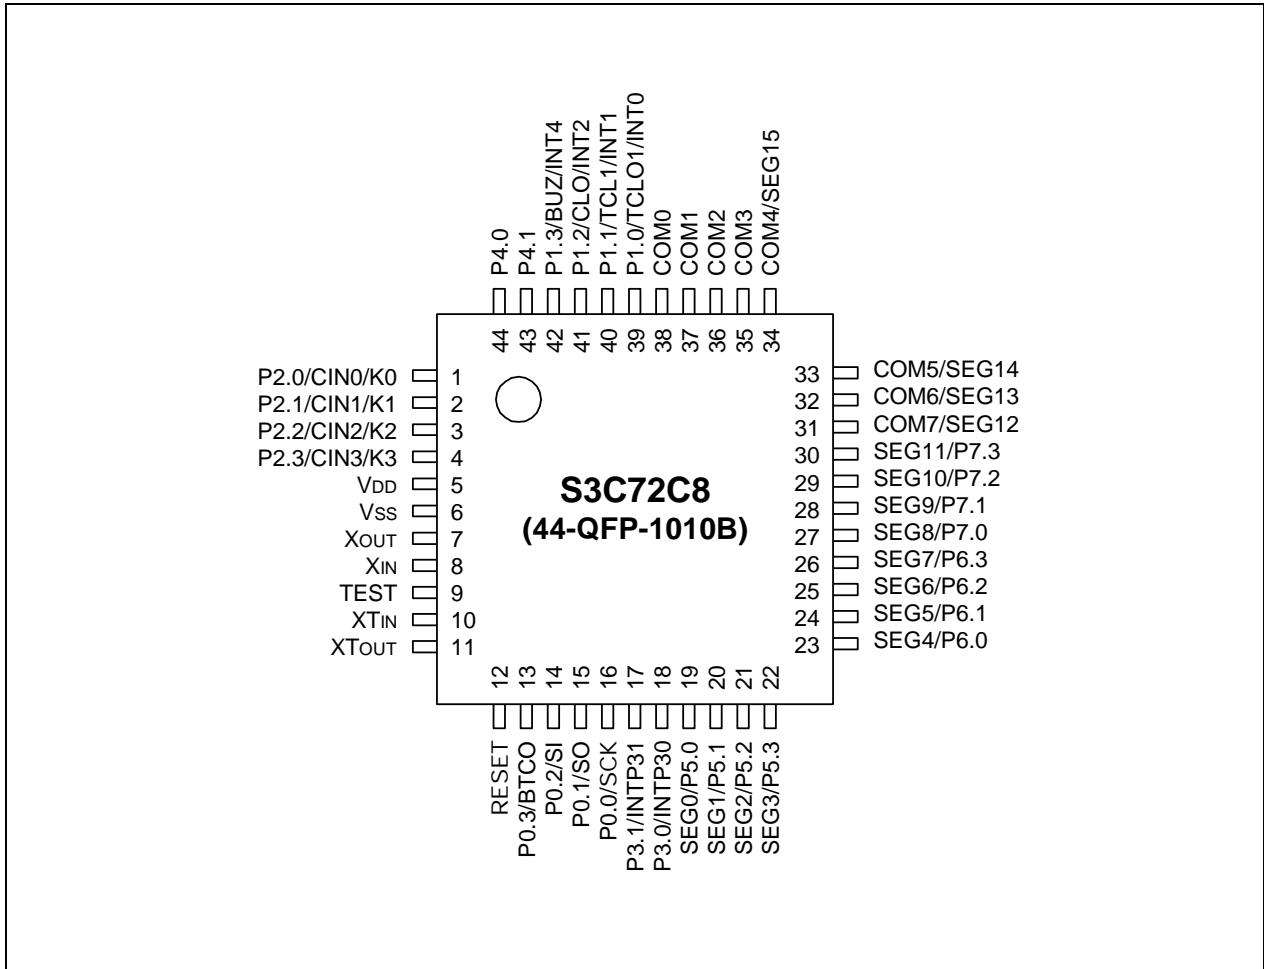 P4.0
P4.1
P1.3/BUZ/INT4
P1.2/CLO/INT2
P1.1/TCL1/INT1
P1.0/TCLO1/INT0
COM0
COM1
COM2
COM3
COM4/SEG15
44
43
42
41
40
39
38
37
36
35
34
P2.0/CIN0/K0 1
P2.1/CIN1/K1 2
P2.2/CIN2/K2 3
P2.3/CIN3/K3 4
VDD 5
VSS 6
XOUT 7
XIN 8
TEST 9
XTIN 10
XTOUT 11
S3C72C8
(44-QFP-1010B)
33 COM5/SEG14
32 COM6/SEG13
31 COM7/SEG12
30 SEG11/P7.3
29 SEG10/P7.2
28 SEG9/P7.1
27 SEG8/P7.0
26 SEG7/P6.3
25 SEG6/P6.2
24 SEG5/P6.1
23 SEG4/P6.0
12
13
14
15
16
17
18
19
20
21
22
RESET
P0.3/BTCO
P0.2/SI
P0.1/SO
P0.0/SCK
P3.1/INTP31
P3.0/INTP30
SEG0/P5.0
SEG1/P5.1
SEG2/P5.2
SEG3/P5.3